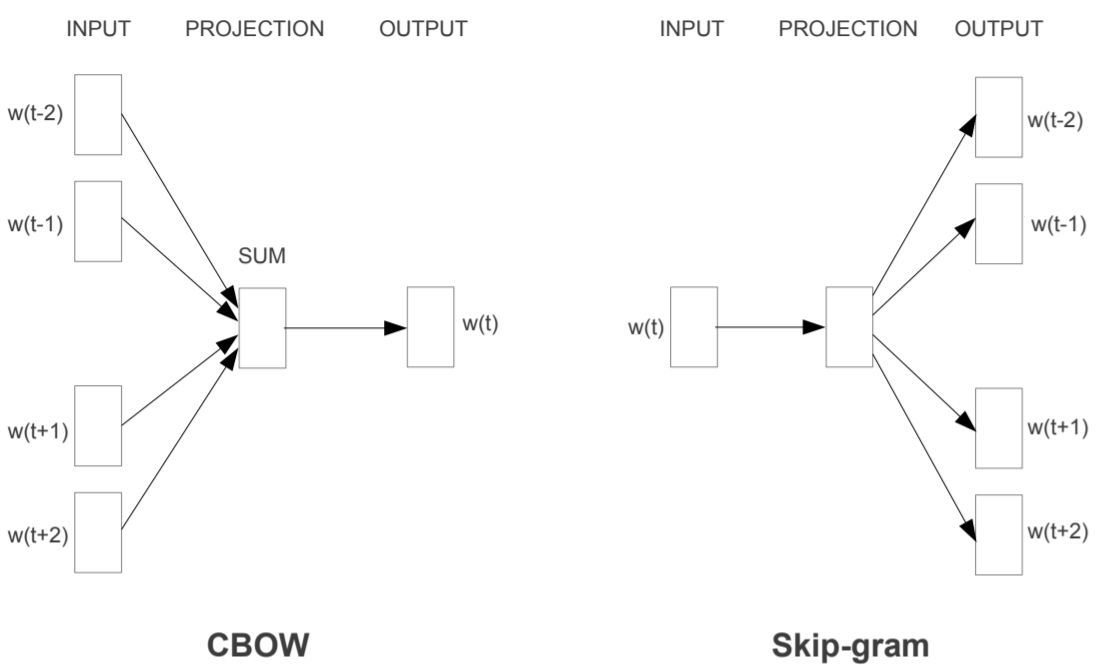 INPUT PROJECTION OUTPUT
w(t-2)
w(t-1)
SUM
w(t)
w(t+1)
w(t+2)
CBOW
INPUT PROJECTION OUTPUT
w(t-2)
w(t-1)
w(t)
w(t+1)
w(t+2)
Skip-gram